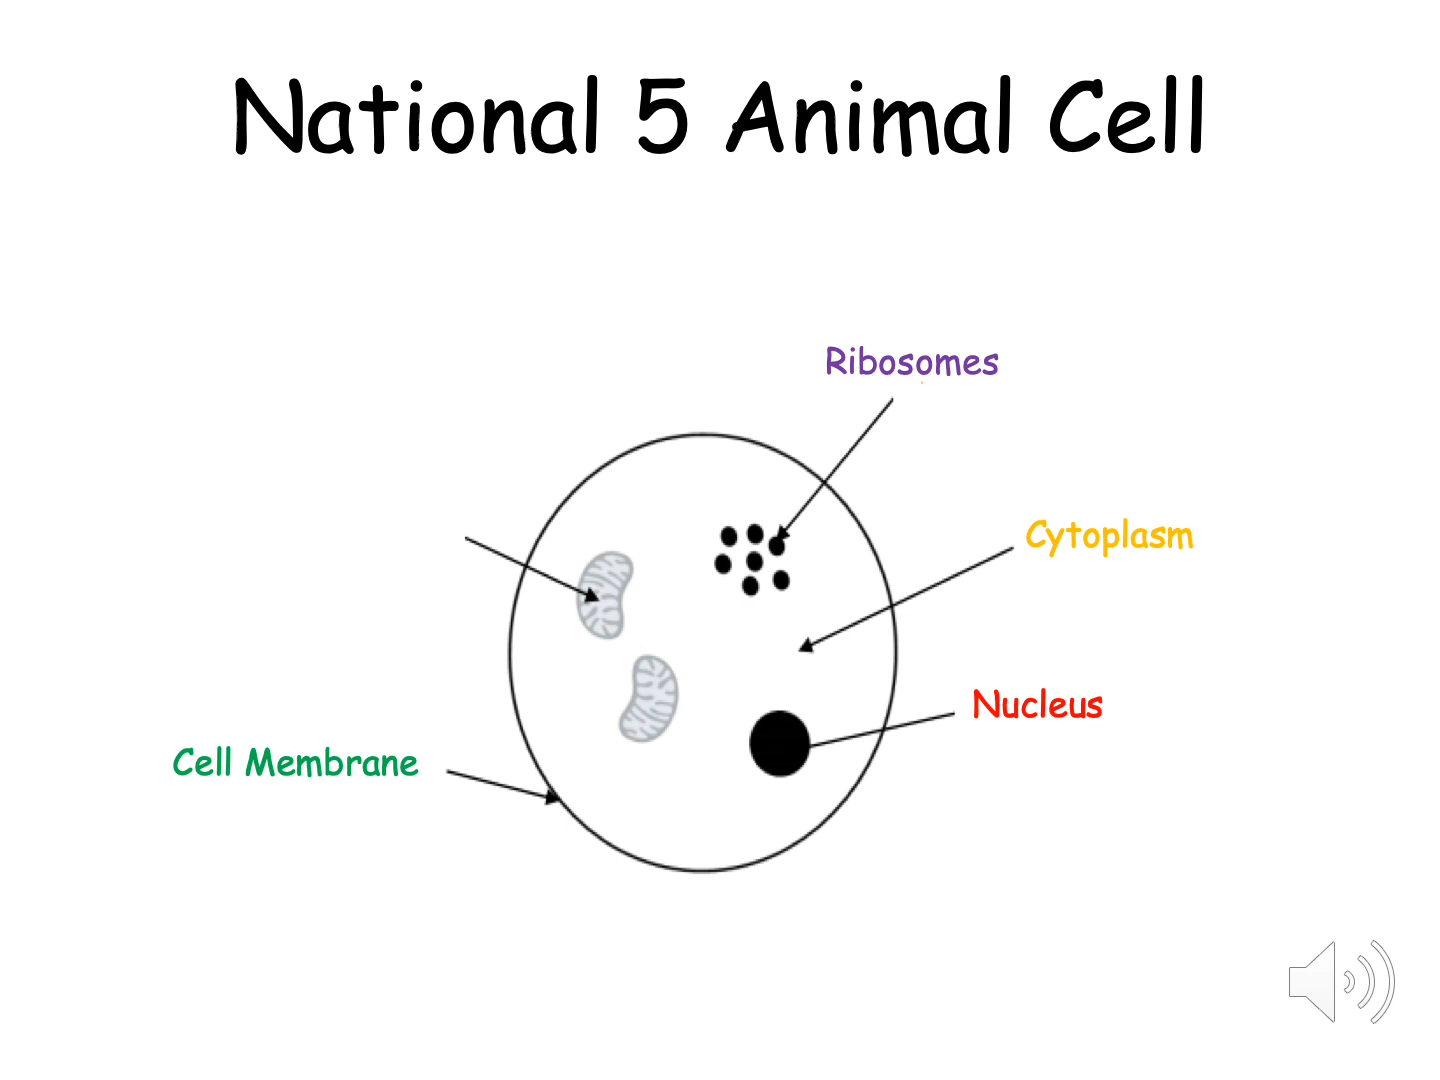 National 5 Animal Cell
Ribosomes
Cytoplasm
Nucleus
Cell Membrane